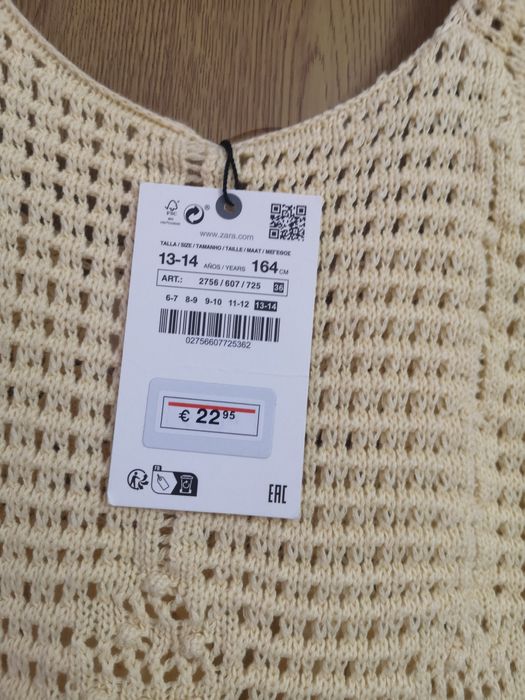 FSC
®
www.zara.com
TALLA / SIZE / TAMANHO / TAILLE / MAAT / ΜΕΓΕΘΟΣ
13-14 AÑOS / YEARS 164 CM
ART.: 2756 / 607 / 725 36
6-7 8-9 9-10 11-12 13-14
02756607725362
€ 22 95
FR
EAC